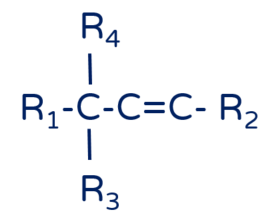 R₄
R₁-C-C=C- R₂
R₃